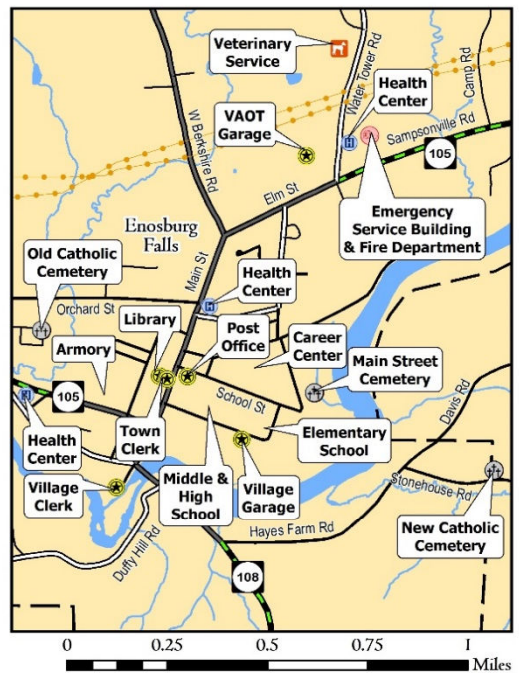 Veterinary
Service
Water Tower Rd
Camp Rd
W Berkshire Rd
VAOT
Garage
Health
Center
Sampsonville Rd
105
Elm St
Emergency
Service Building
& Fire Department
Enosburg
Falls
Old Catholic
Cemetery
Main St
Health
Center
Orchard St
Library
Post
Office
Career
Center
Armory
Main Street
Cemetery
Davis Rd
105
School St
Health
Center
Town
Clerk
Elementary
School
Middle &
High
School
Village
Garage
Village
Clerk
Stonehouse Rd
New Catholic
Cemetery
Hayes Farm Rd
Duffy Hill Rd
108
0 0.25 0.5 0.75 1
Miles